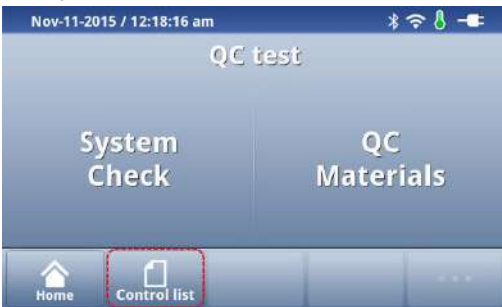 Nov-11-2015 / 12:18:16 am
QC test
System
Check
QC
Materials
Home
Control list